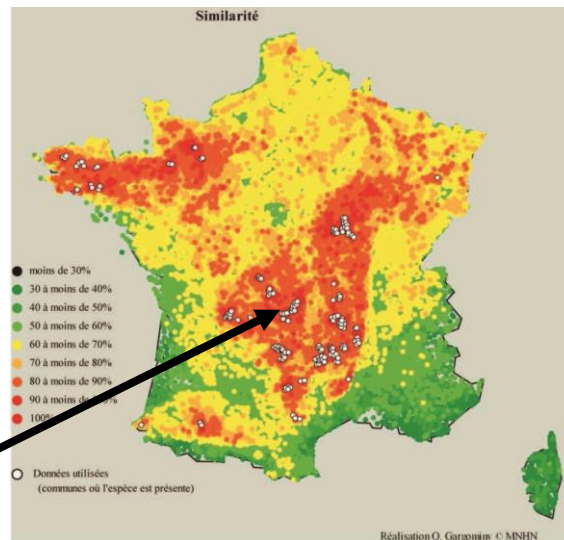 Similarité
moins de 30%
30 à moins de 40%
40 à moins de 50%
50 à moins de 60%
60 à moins de 70%
70 à moins de 80%
80 à moins de 90%
90 à moins de
100%
Données utilisées
(communes où l'espèce est présente)
Réalisation O. Gargominy © MNHN